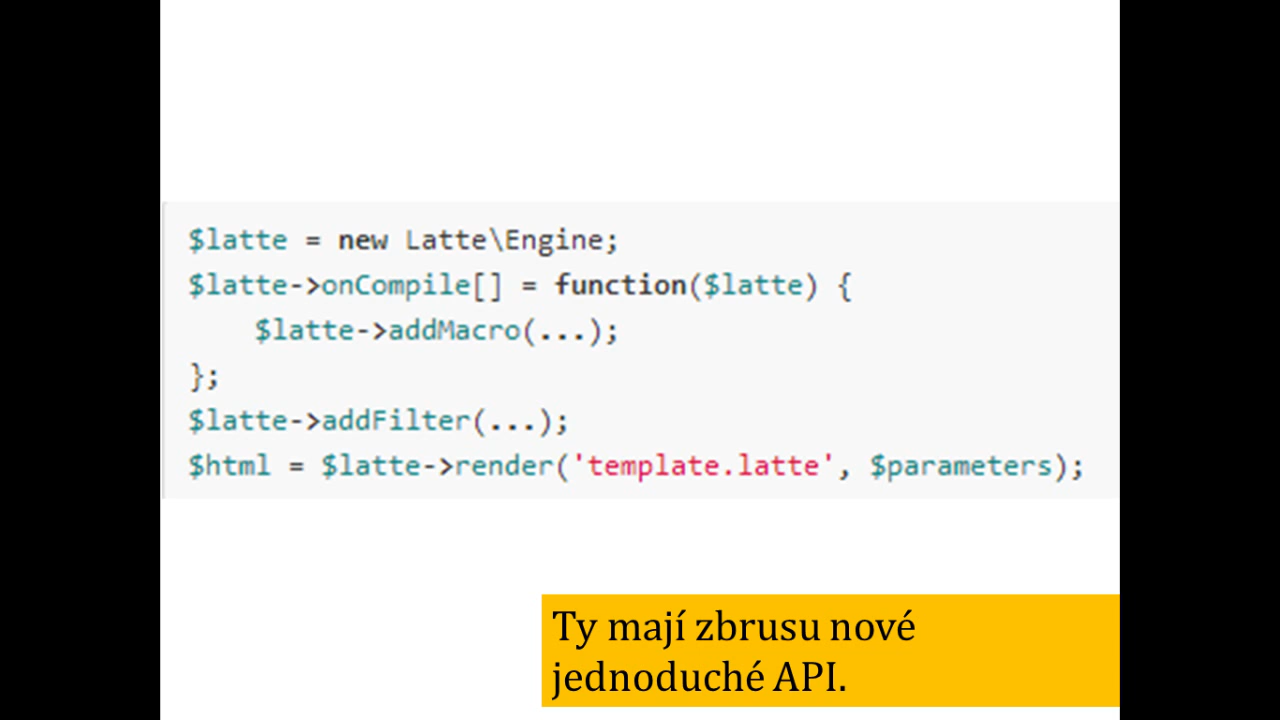 $latte = new Latte\Engine;
$latte->onCompile[] = function($latte) {
    $latte->addMacro(...);
};
$latte->addFilter(...);
$html = $latte->render('template.latte', $parameters);
Ty mají zbrusu nové
jednoduché API.